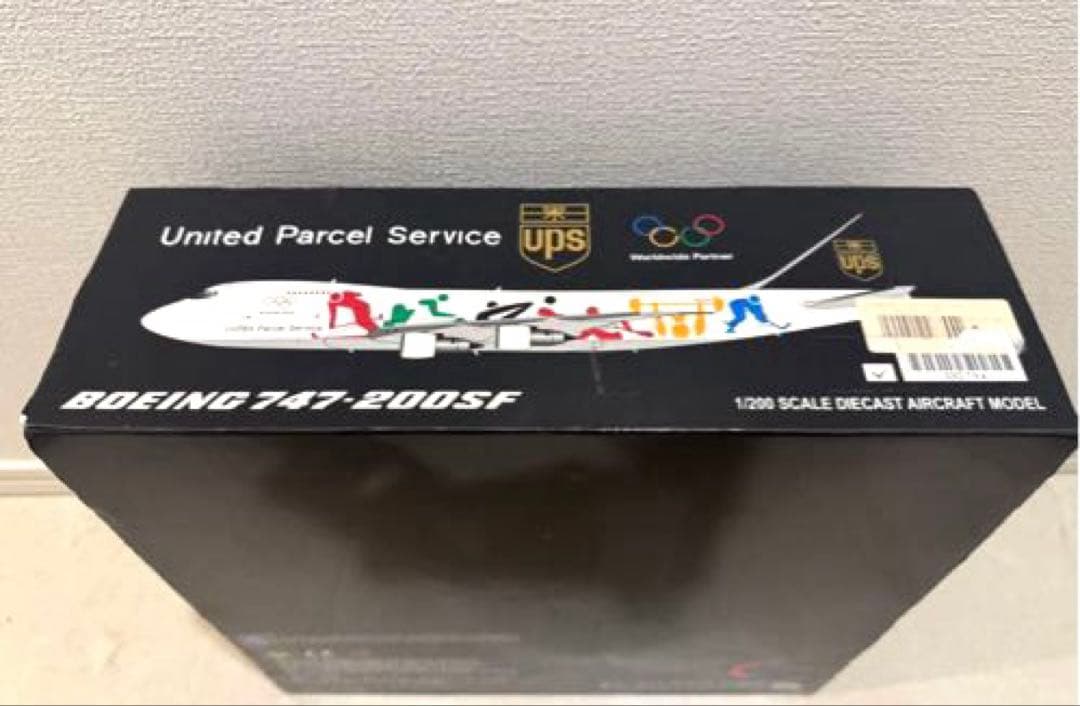 United Parcel Service
ups
Worldwide Partner
ups
United Parcel Service
BOEING 747-200SF
1/200 SCALE DIECAST AIRCRAFT MODEL